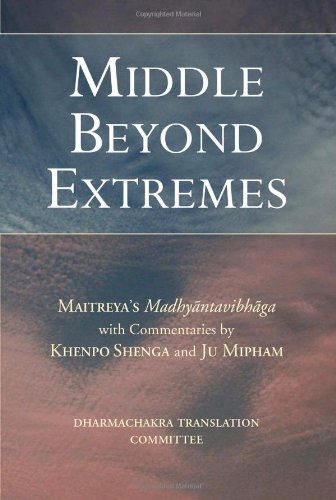 MIDDLE
BEYOND
EXTREMES
MAITREYA'S Madhyāntavibhāga
with Commentaries by
KHENPO SHENGA and JU MIPHAM
DHARMACHAKRA TRANSLATION
COMMITTEE